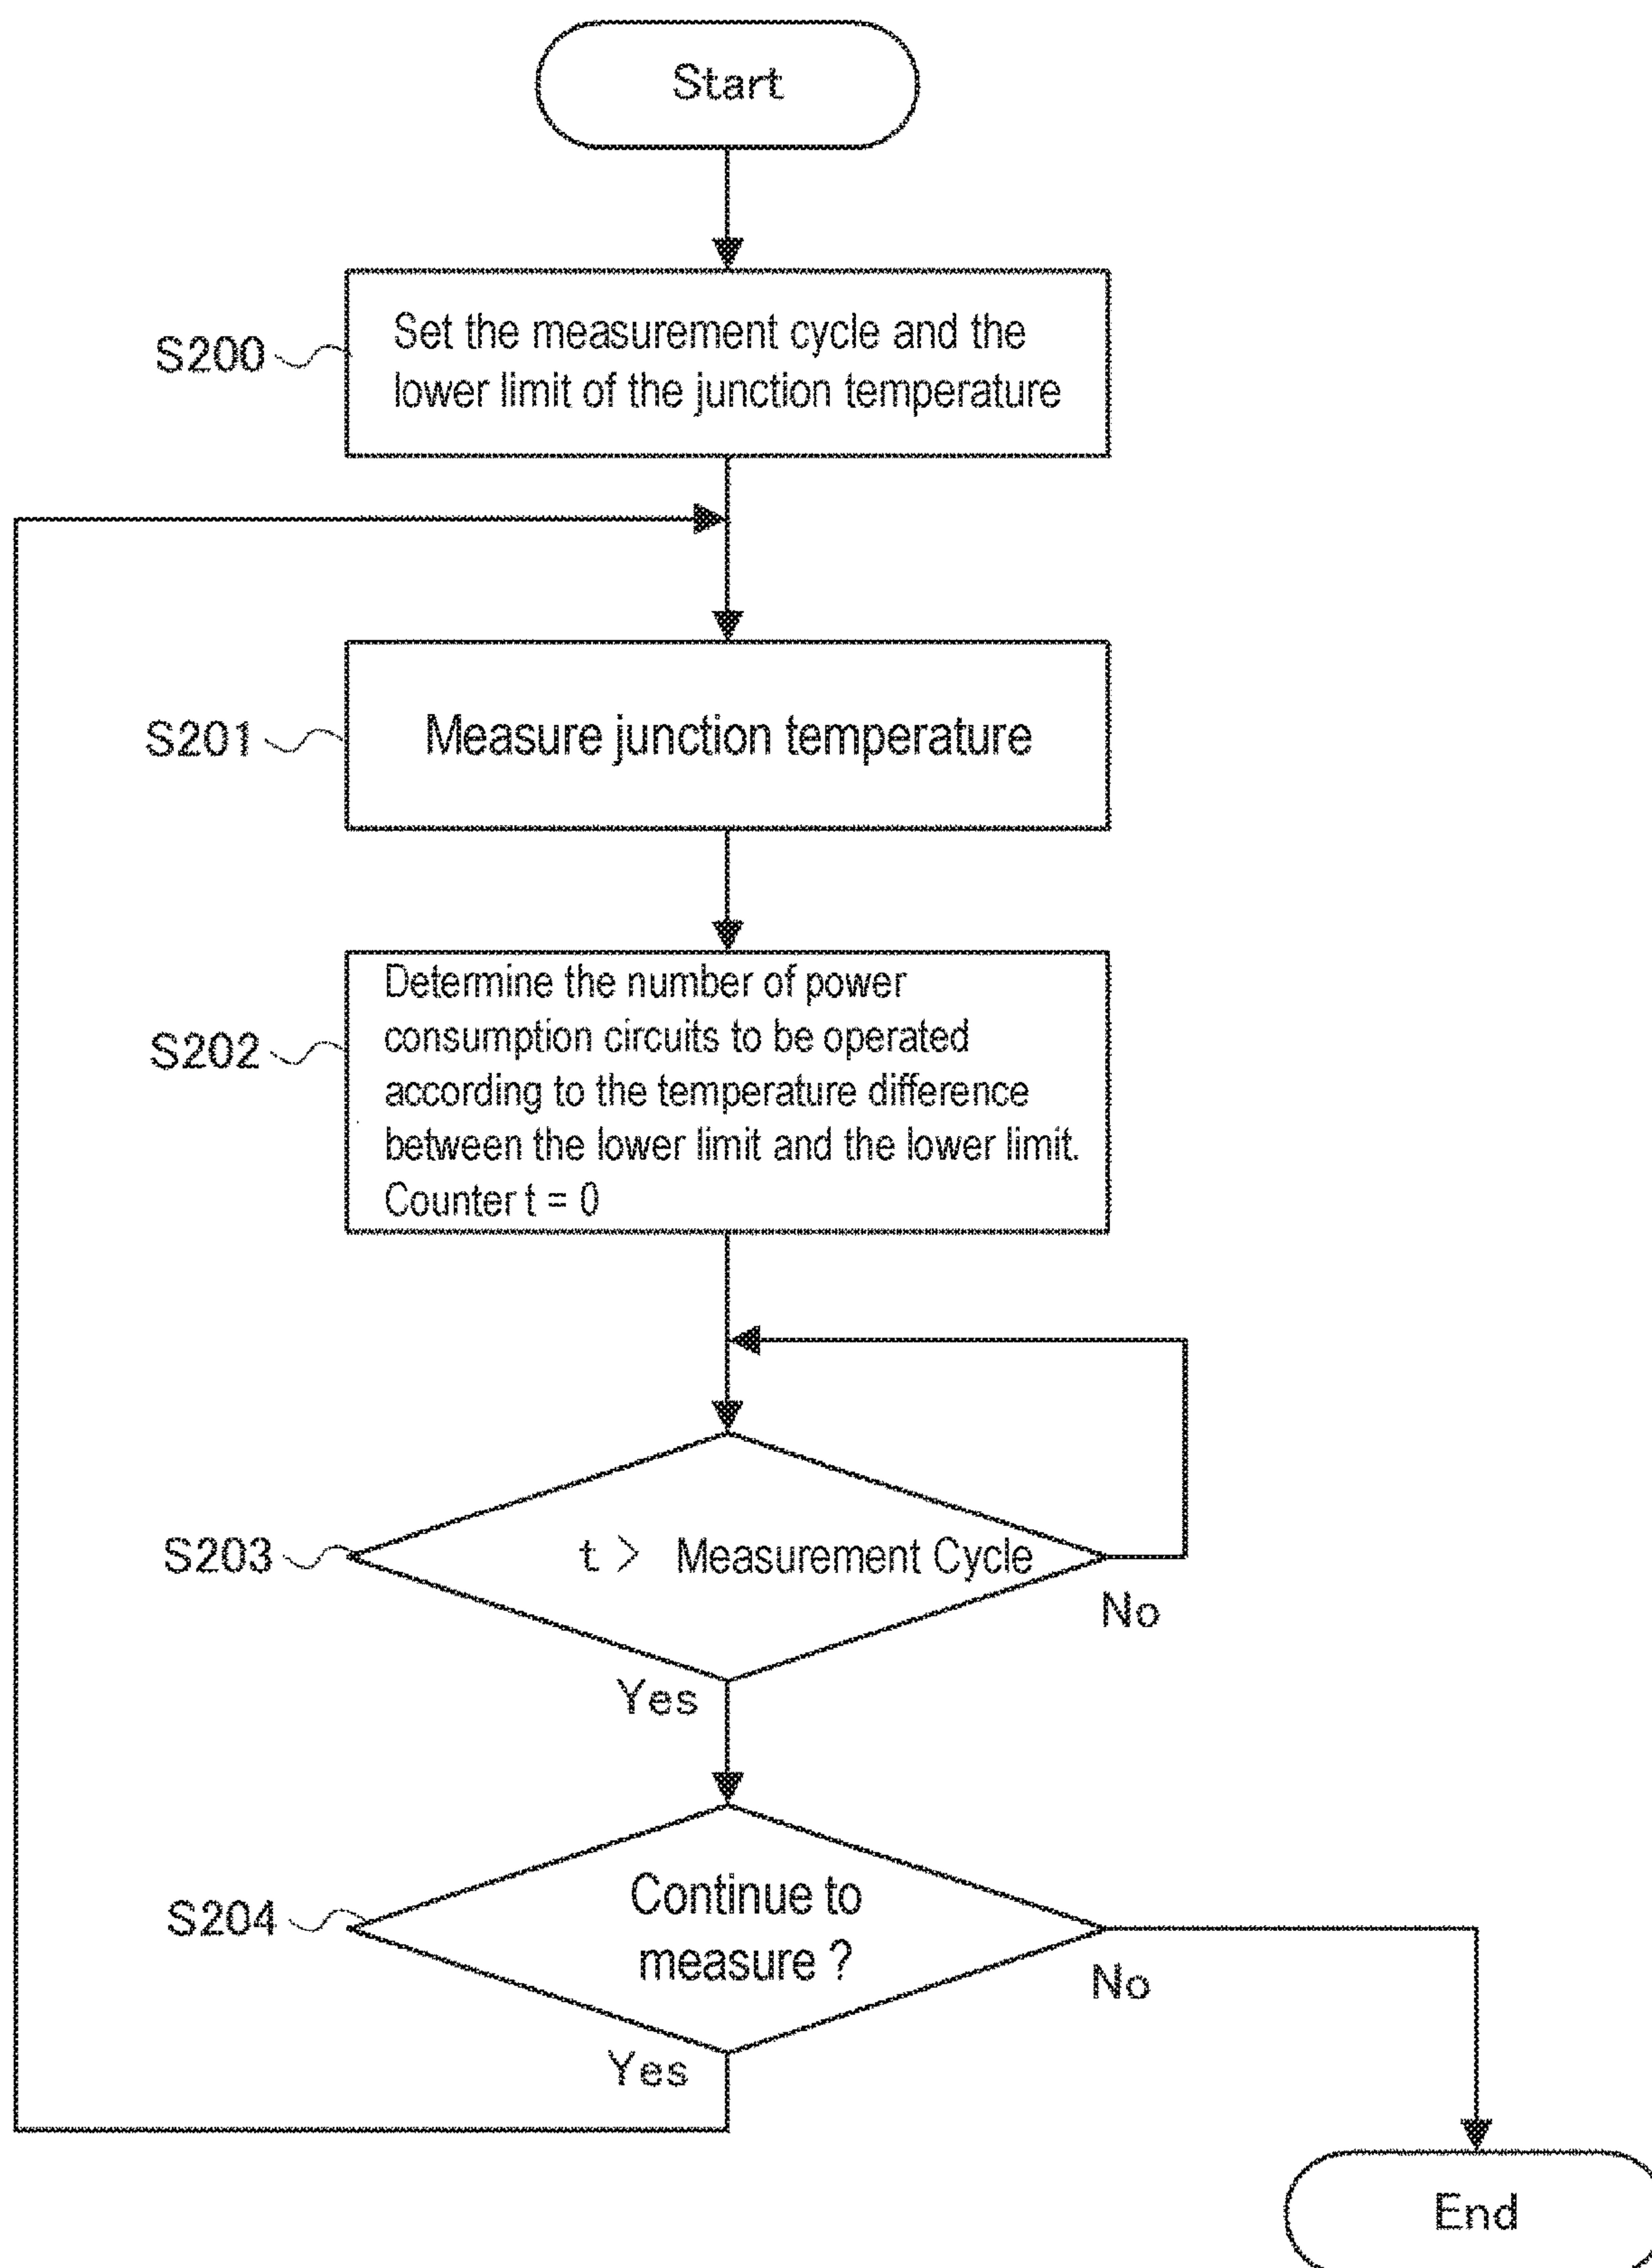 Start
S200
Set the measurement cycle and the
lower limit of the junction temperature
S201
Measure junction temperature
S202
Determine the number of power
consumption circuits to be operated
according to the temperature difference
between the lower limit and the lower limit.
Counter t = 0
S203
t > Measurement Cycle
No
Yes
S204
Continue to
measure ?
No
Yes
End